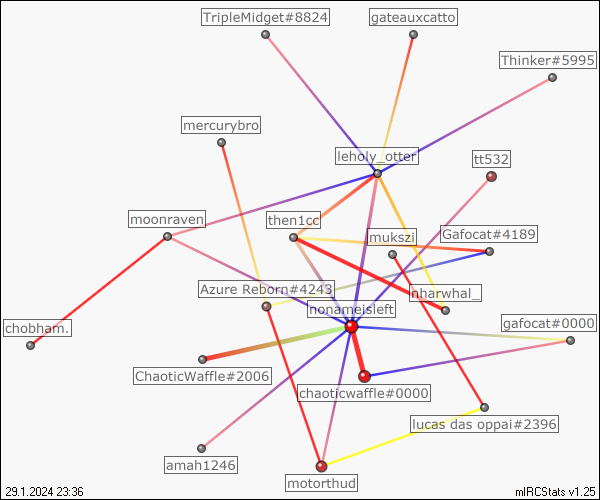 TripleMidget#8824
gateauxcatto
Thinker#5995
mercurybro
leholy_otter
tt532
moonraven
then1cc
mukszi
Gafocat#4189
Azure Reborn#4243
nharwhal_
nonameisleft
chobham.
gafocat#0000
ChaoticWaffle#2006
chaoticwaffle#0000
lucas das oppai#2396
amah1246
motorthud
29.1.2024 23:36
mIRCStats v1.25